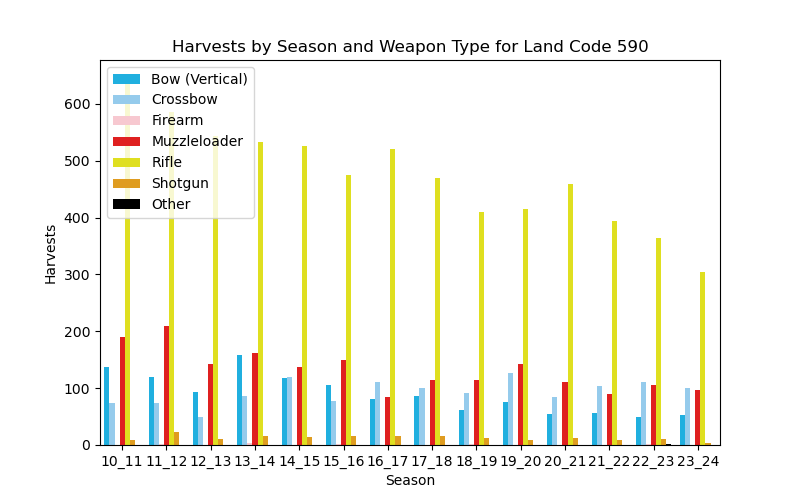 Harvests by Season and Weapon Type for Land Code 590
Bow (Vertical)
Crossbow
Firearm
Muzzleloader
Rifle
Shotgun
Other
Harvests
600
500
400
300
200
100
0
10_11 11_12 12_13 13_14 14_15 15_16 16_17 17_18 18_19 19_20 20_21 21_22 22_23 23_24
Season